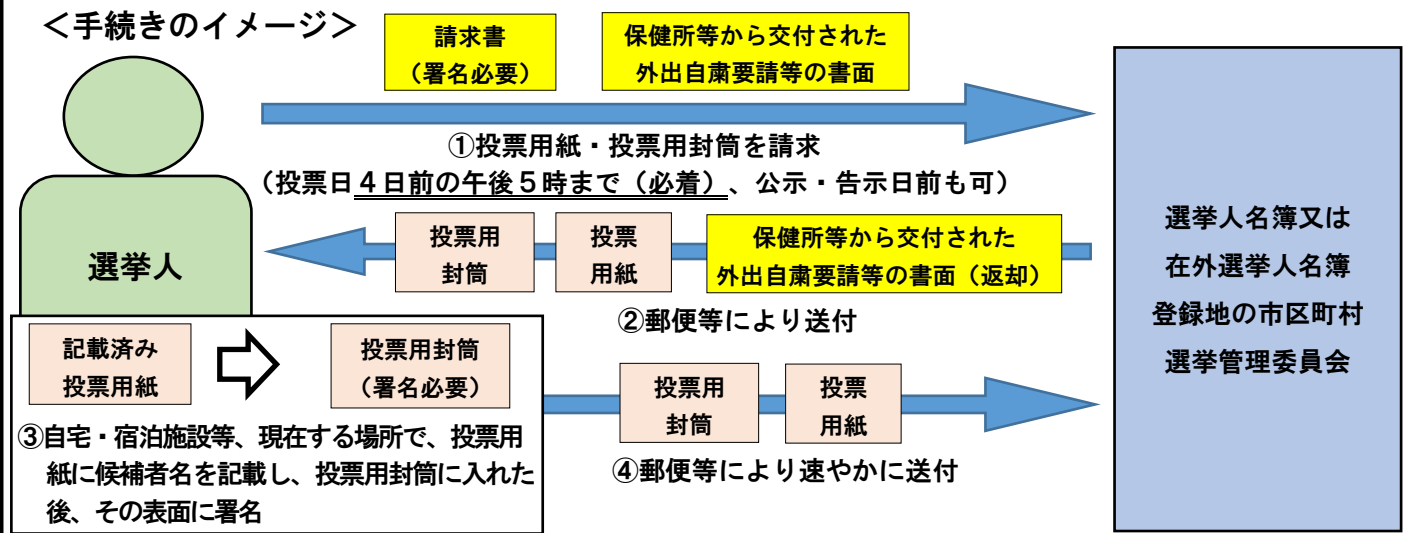 <手続きのイメージ>
請求書
(署名必要)
保健所等から交付された
外出自粛要請等の書面
①投票用紙・投票用封筒を請求
(投票日4日前の午後5時まで(必着)、公示・告示日前も可)
選挙人
投票用
封筒
投票
用紙
保健所等から交付された
外出自粛要請等の書面(返却)
②郵便等により送付
記載済み
投票用紙
投票用封筒
(署名必要)
③自宅・宿泊施設等、現在する場所で、投票用
紙に候補者名を記載し、投票用封筒に入れた
後、その表面に署名
投票用
封筒
投票
用紙
④郵便等により速やかに送付
選挙人名簿又は
在外選挙人名簿
登録地の市区町村
選挙管理委員会